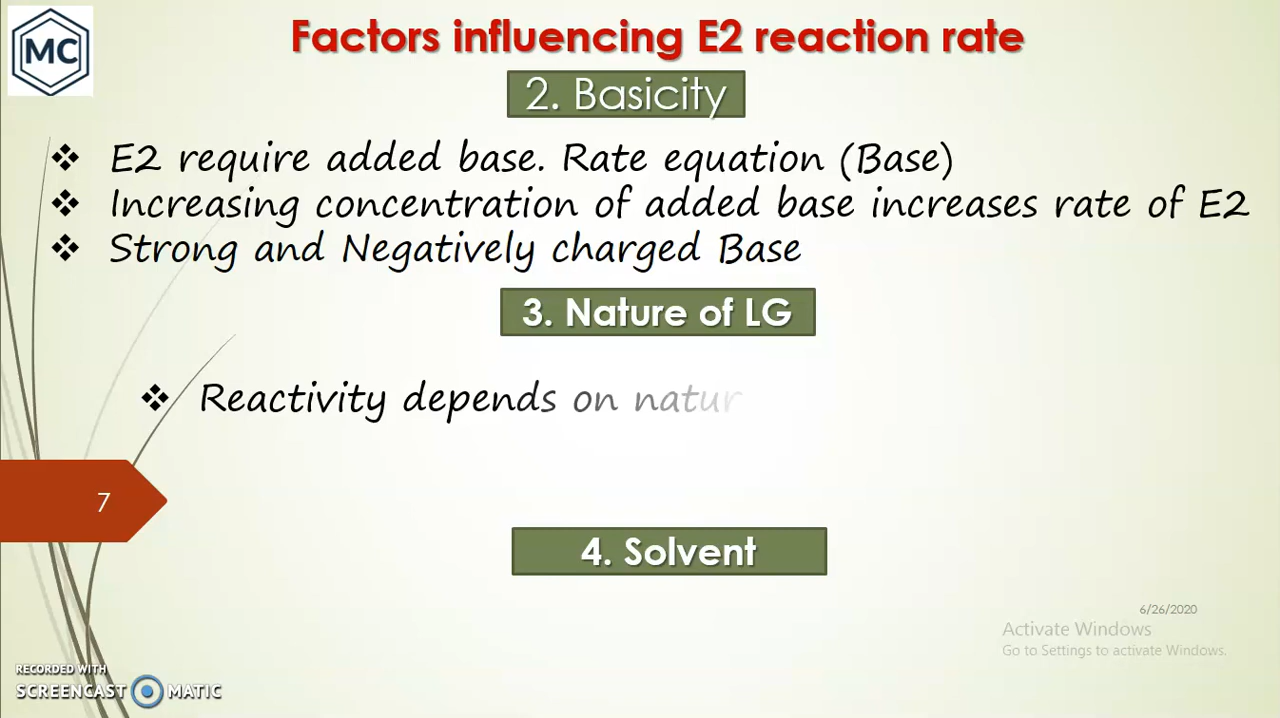 MC
Factors influencing E2 reaction rate
2. Basicity
❖ E2 require added base. Rate equation (Base)
❖ Increasing concentration of added base increases rate of E2
❖ Strong and Negatively charged Base
3. Nature of LG
❖ Reactivity depends on natur
7
4. Solvent
6/26/2020
Activate Windows
Go to Settings to activate Windows.
RECORDED WITH
SCREENCAST MATIC